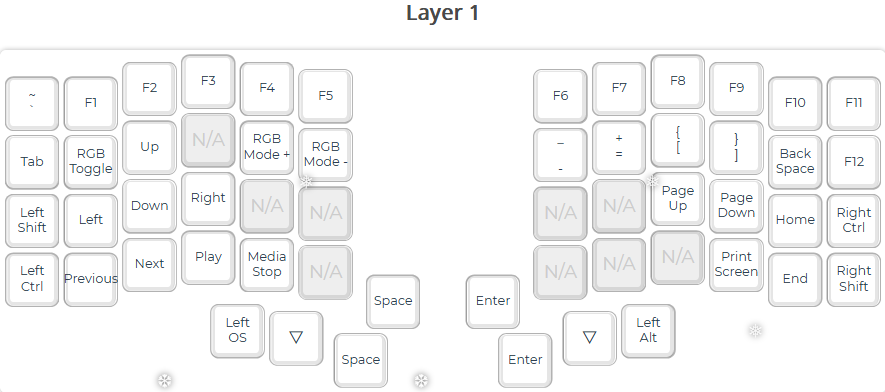 Layer 1
~
`
F1
F2
F3
F4
F5
F6
F7
F8
F9
F10
F11
Tab
RGB
Toggle
Up
N/A
RGB
Mode +
RGB
Mode -
_
-
+
=
{
[
}
]
Back
Space
F12
Left
Shift
Left
Down
Right
N/A
N/A
N/A
N/A
Page
Up
Page
Down
Home
Right
Ctrl
Left
Ctrl
Previous
Next
Play
Media
Stop
N/A
N/A
N/A
N/A
Print
Screen
End
Right
Shift
Left
OS
▽
Space
Space
Enter
Enter
▽
Left
Alt